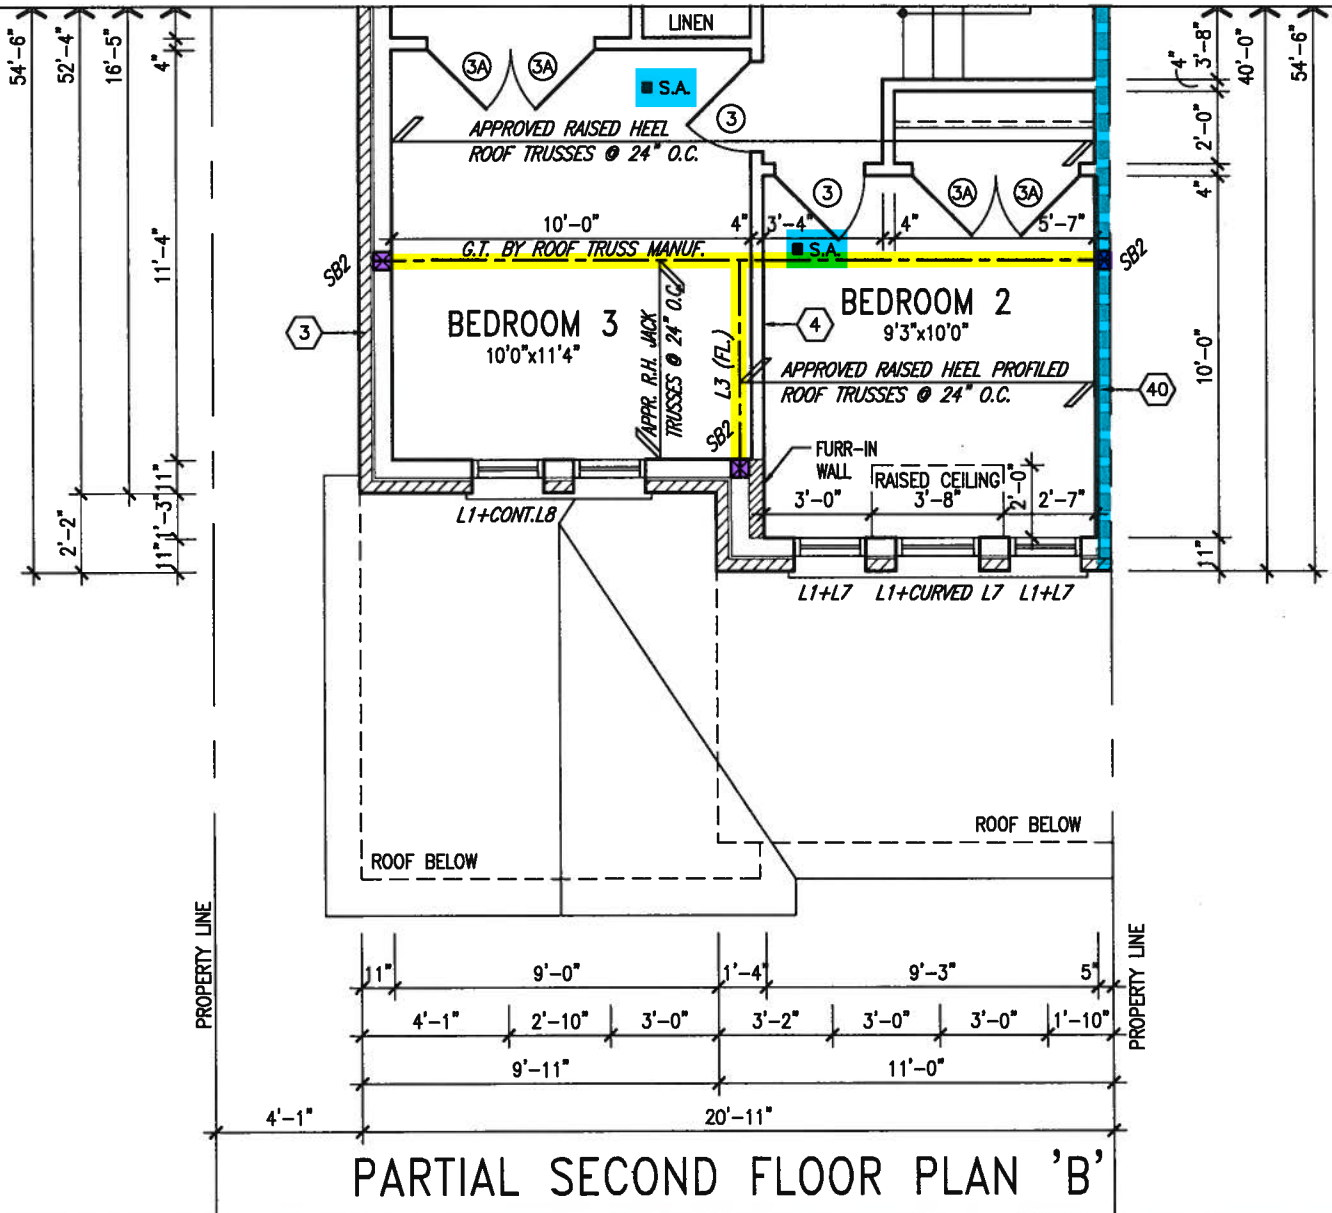 LINEN
54'-6"
52'-4"
16'-5"
4"
3A
3A
S.A.
3
APPROVED RAISED HEEL
ROOF TRUSSES @ 24" O.C.
4"
3'-8"
40'-0"
54'-6"
2'-0"
4"
3
3A
3A
10'-0"
4"
3'-4"
4"
5'-7"
11'-4"
G.T. BY ROOF TRUSS MANUF.
S.A.
SB2
SB2
BEDROOM 3
10'0"x11'4"
BEDROOM 2
9'3"x10'0"
3
4
APPR. R.H. JACK
TRUSSES @ 24" O.C.
L3 (FL.)
APPROVED RAISED HEEL PROFILED
ROOF TRUSSES @ 24" O.C.
40
10'-0"
SB2
FURR-IN
WALL
RAISED CEILING
2'-0"
3'-0"
3'-8"
2'-7"
11"
1'-3"
11"
2'-2"
11"
L1+CONT.L8
L1+L7
L1+CURVED L7
L1+L7
ROOF BELOW
ROOF BELOW
PROPERTY LINE
PROPERTY LINE
11"
9'-0"
1'-4"
9'-3"
5"
4'-1"
2'-10"
3'-0"
3'-2"
3'-0"
3'-0"
1'-10"
9'-11"
11'-0"
4'-1"
20'-11"
PARTIAL SECOND FLOOR PLAN 'B'